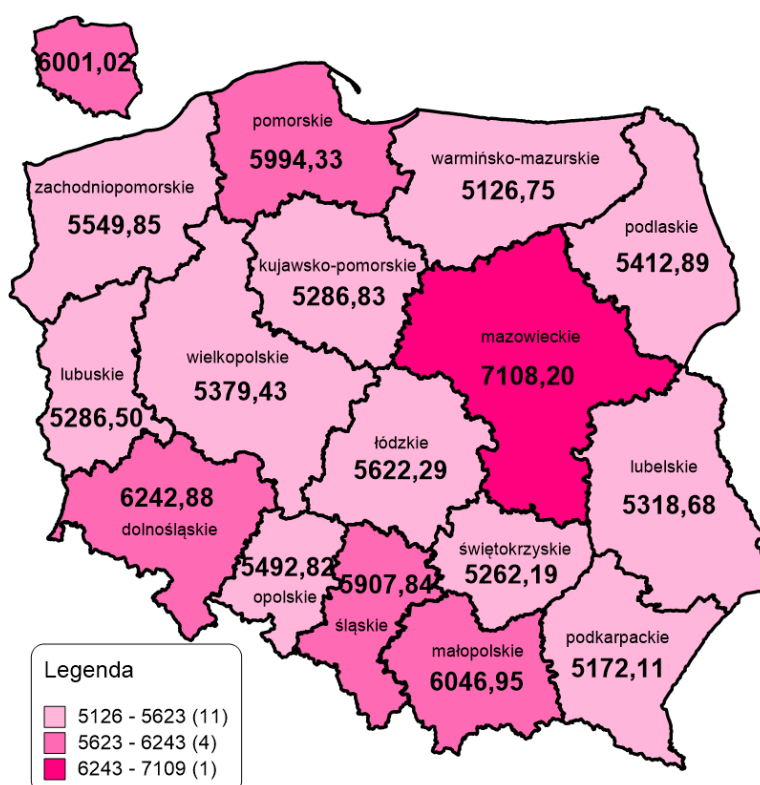 6001,02
pomorskie
5994,33
warmińsko-mazurskie
5126,75
zachodniopomorskie
5549,85
podlaskie
5412,89
kujawsko-pomorskie
5286,83
mazowieckie
7108,20
wielkopolskie
5379,43
lubuskie
5286,50
łódzkie
5622,29
lubelskie
5318,68
6242,88
dolnośląskie
świętokrzyskie
5262,19
5492,82
opolskie
5907,84
śląskie
małopolskie
6046,95
podkarpackie
5172,11
Legenda
5126 - 5623 (11)
5623 - 6243 (4)
6243 - 7109 (1)